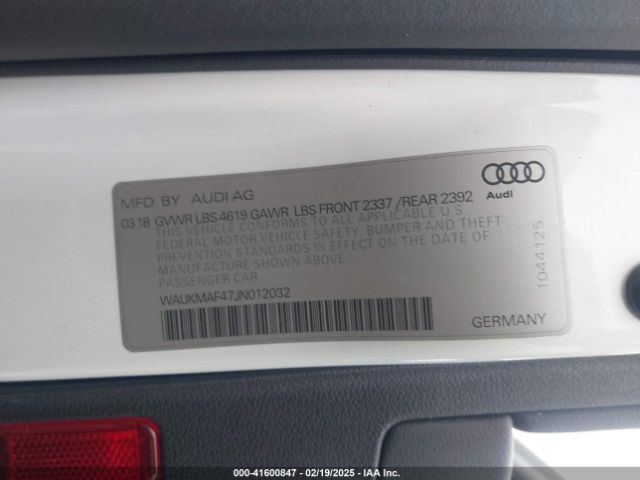 MFD. BY AUDI AG
03 18 GVWR LBS 4619 GAWR LBS FRONT 2337 /REAR 2392
THIS VEHICLE CONFORMS TO ALL APPLICABLE U S
FEDERAL MOTOR VEHICLE SAFETY, BUMPER AND THEFT
PREVENTION STANDARDS IN EFFECT ON THE DATE OF
MANUFACTURE SHOWN ABOVE
PASSENGER CAR
WAUKMAF47JN012032
Audi
1044125
GERMANY
000-41600847 / 02/19/2025 - IAA Inc.